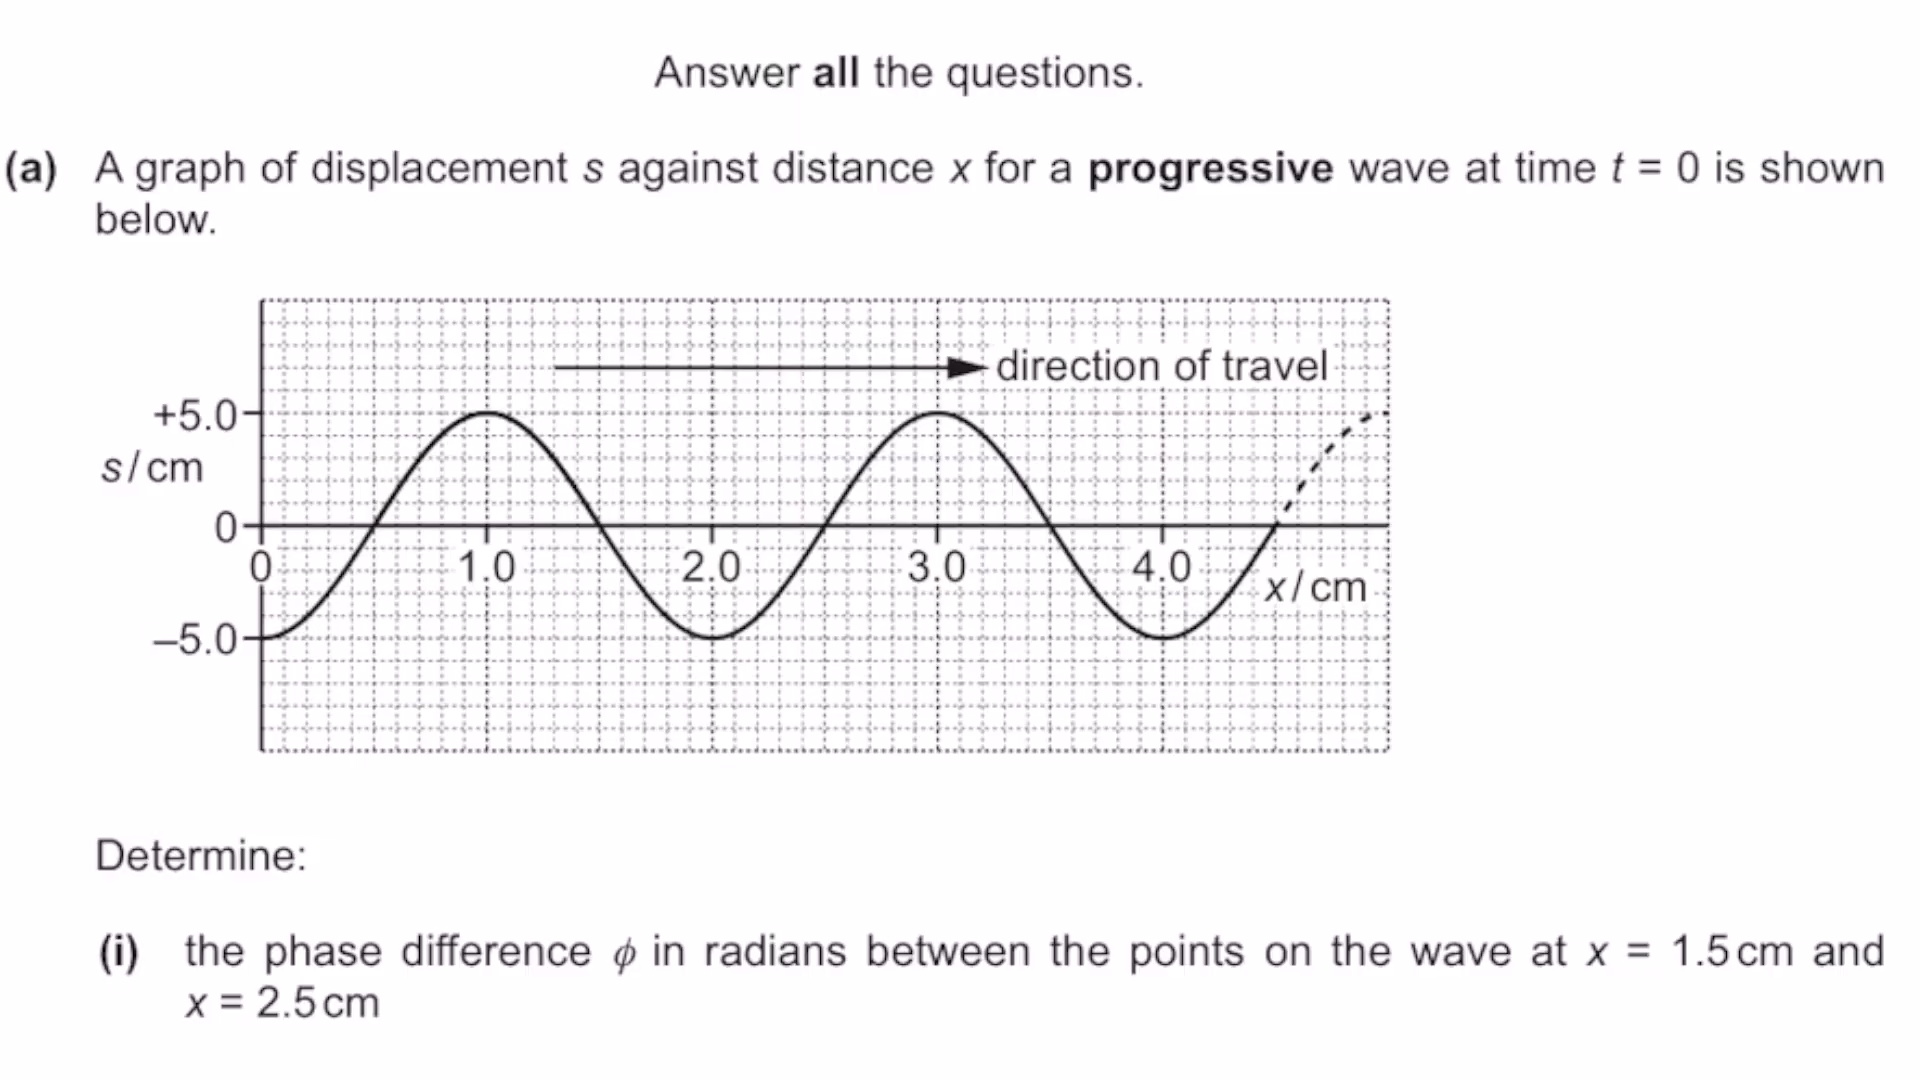 Answer all the questions.
(a) A graph of displacement s against distance x for a progressive wave at time t = 0 is shown
below.
direction of travel
+5.0
s/cm
0
0 1.0 2.0 3.0 4.0
x/cm
–5.0
Determine:
(i) the phase difference ϕ in radians between the points on the wave at x = 1.5 cm and
x = 2.5 cm